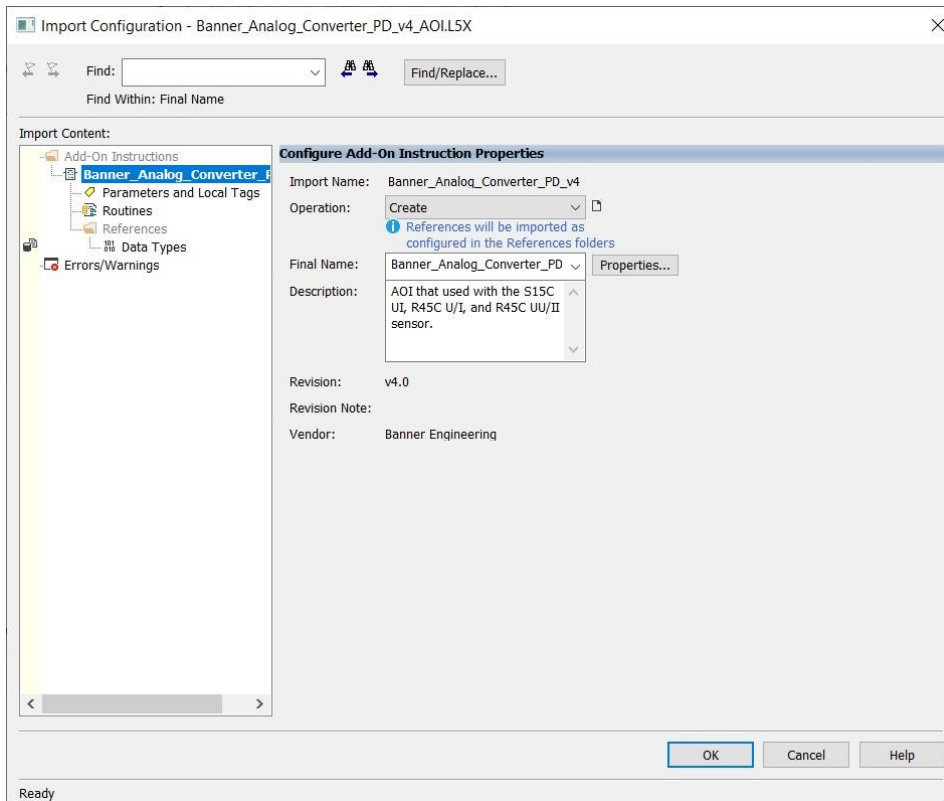 Import Configuration - Banner_Analog_Converter_PD_v4_AOI.L5X
Find:
Find/Replace...
Find Within: Final Name
Import Content:
Add-On Instructions
Banner_Analog_Converter_P
Parameters and Local Tags
Routines
References
Data Types
Errors/Warnings
Configure Add-On Instruction Properties
Import Name: Banner_Analog_Converter_PD_v4
Operation: Create
References will be imported as
configured in the References folders
Final Name: Banner_Analog_Converter_PD Properties...
Description: AOI that used with the S15C
UI, R45C U/I, and R45C UU/II
sensor.
Revision: v4.0
Revision Note:
Vendor: Banner Engineering
OK Cancel Help
Ready